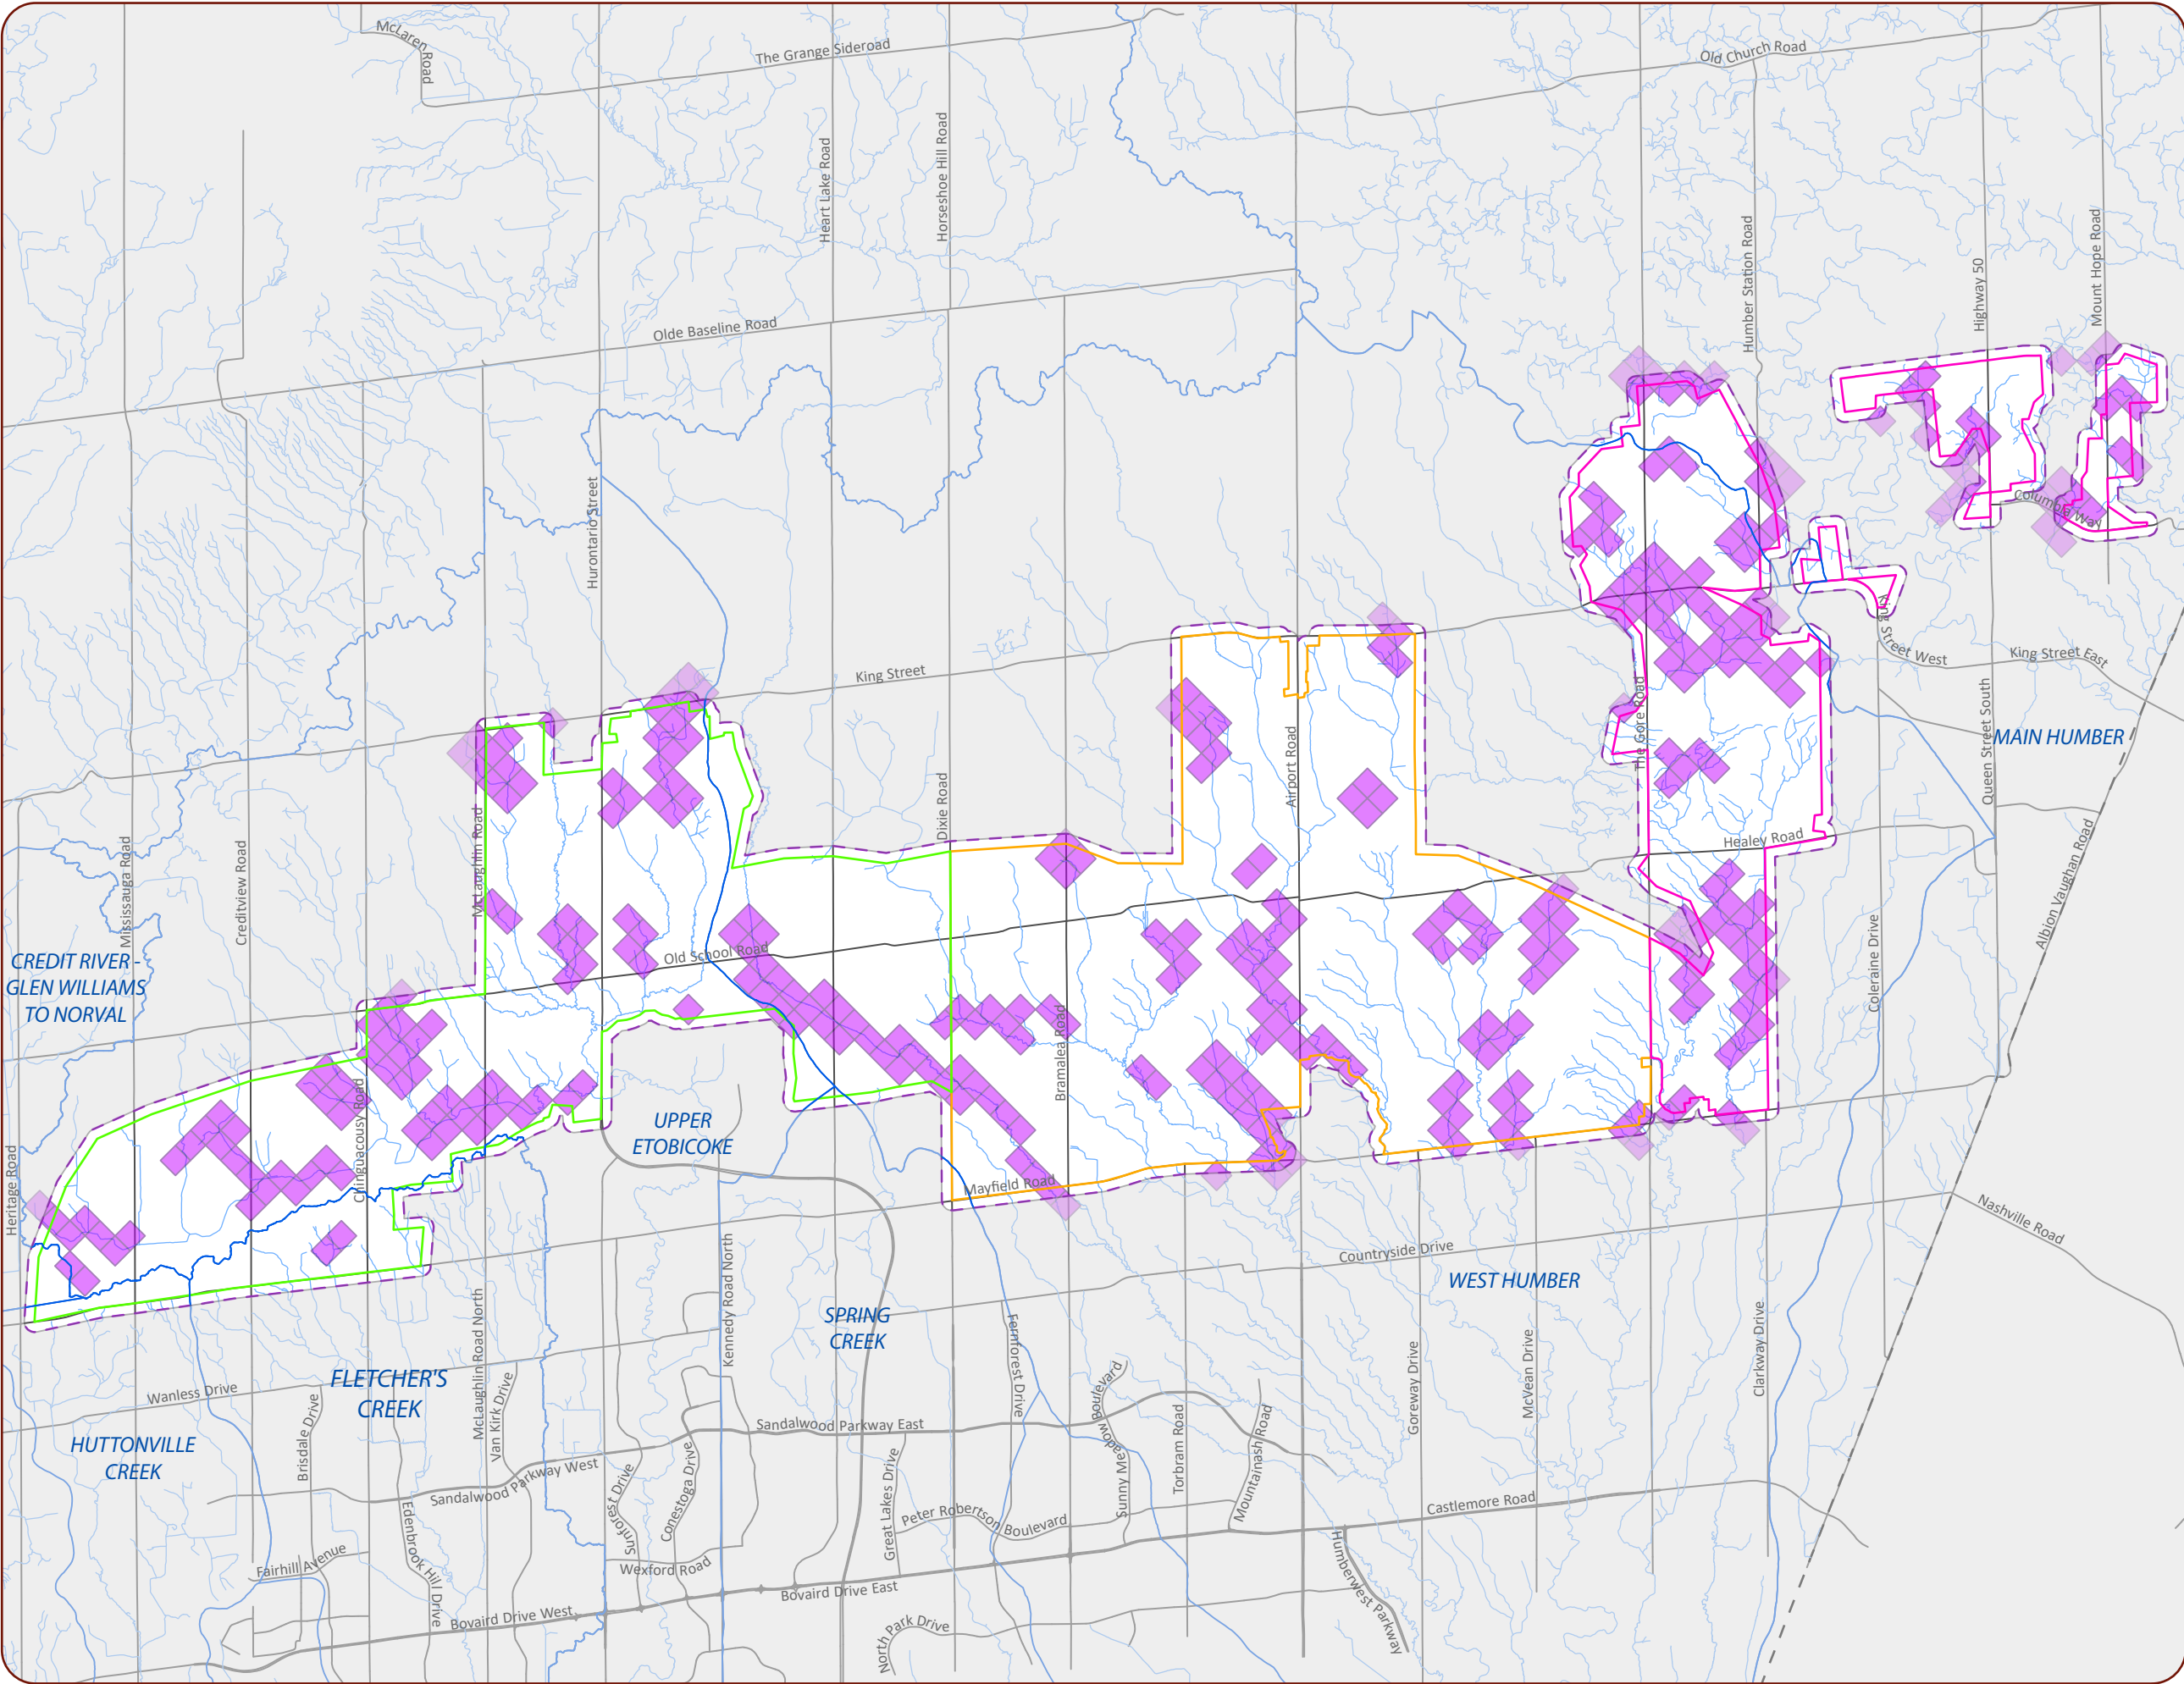 McLaren
Road
The Grange Sideroad
Old Church Road
Heart Lake Road
Horseshoe Hill Road
Humber Station Road
Highway 50
Mount Hope Road
Olde Baseline Road
Hurontario Street
Columbia Way
King Street West
King Street East
King Street
The Gore Road
Queen Street South
MAIN HUMBER
Airport Road
Dixie Road
McLaughlin Road
Mississauga Road
Creditview Road
Healey Road
Albion Vaughan Road
Coleraine Drive
Old School Road
CREDIT RIVER -
GLEN WILLIAMS
TO NORVAL
Bramalea Road
Chinguacousy Road
Heritage Road
UPPER
ETOBICOKE
Mayfield Road
Nashville Road
Countryside Drive
WEST HUMBER
Kennedy Road North
SPRING
CREEK
McLaughlin Road North
Fernforest Drive
Goreway Drive
McVean Drive
Clarkway Drive
FLETCHER'S
CREEK
Wanless Drive
Van Kirk Drive
Brisdale Drive
Sunny Meadow Boulevard
Torbram Road
Mountainash Road
Sandalwood Parkway East
HUTTONVILLE
CREEK
Sandalwood Parkway West
Sunforest Drive
Conestoga Drive
Great Lakes Drive
Peter Robertson Boulevard
Castlemore Road
Edenbrook Hill Drive
Fairhill Avenue
Wexford Road
Humberwest Parkway
Bovaird Drive East
Bovaird Drive West
North Park Drive